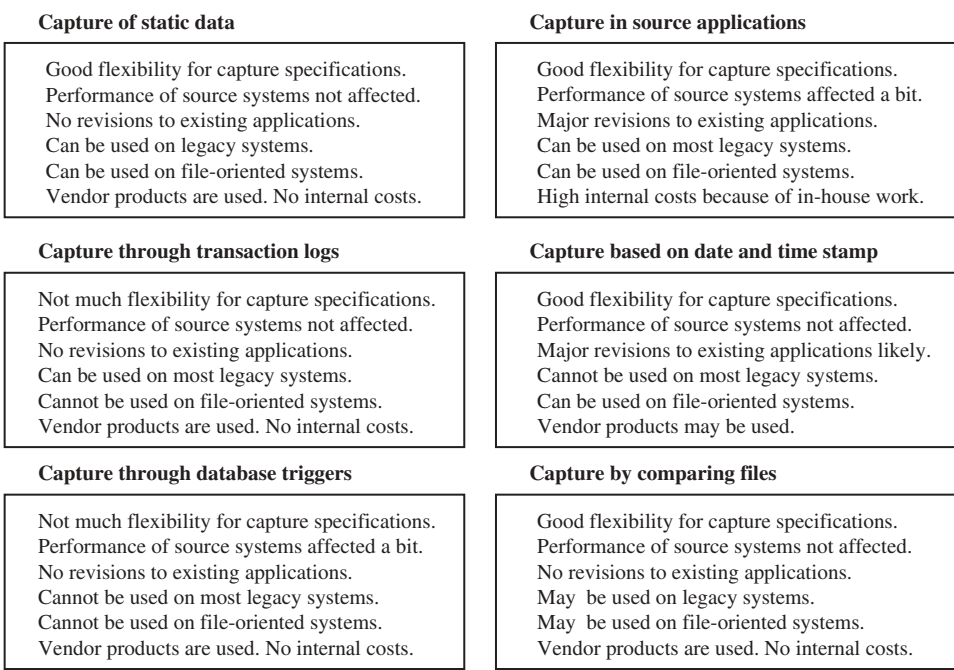 Capture of static data
Good flexibility for capture specifications.
Performance of source systems not affected.
No revisions to existing applications.
Can be used on legacy systems.
Can be used on file-oriented systems.
Vendor products are used. No internal costs.
Capture in source applications
Good flexibility for capture specifications.
Performance of source systems affected a bit.
Major revisions to existing applications.
Can be used on most legacy systems.
Can be used on file-oriented systems.
High internal costs because of in-house work.
Capture through transaction logs
Not much flexibility for capture specifications.
Performance of source systems not affected.
No revisions to existing applications.
Can be used on most legacy systems.
Cannot be used on file-oriented systems.
Vendor products are used. No internal costs.
Capture based on date and time stamp
Good flexibility for capture specifications.
Performance of source systems not affected.
Major revisions to existing applications likely.
Cannot be used on most legacy systems.
Can be used on file-oriented systems.
Vendor products may be used.
Capture through database triggers
Not much flexibility for capture specifications.
Performance of source systems affected a bit.
No revisions to existing applications.
Cannot be used on most legacy systems.
Cannot be used on file-oriented systems.
Vendor products are used. No internal costs.
Capture by comparing files
Good flexibility for capture specifications.
Performance of source systems not affected.
No revisions to existing applications.
May be used on legacy systems.
May be used on file-oriented systems.
Vendor products are used. No internal costs.